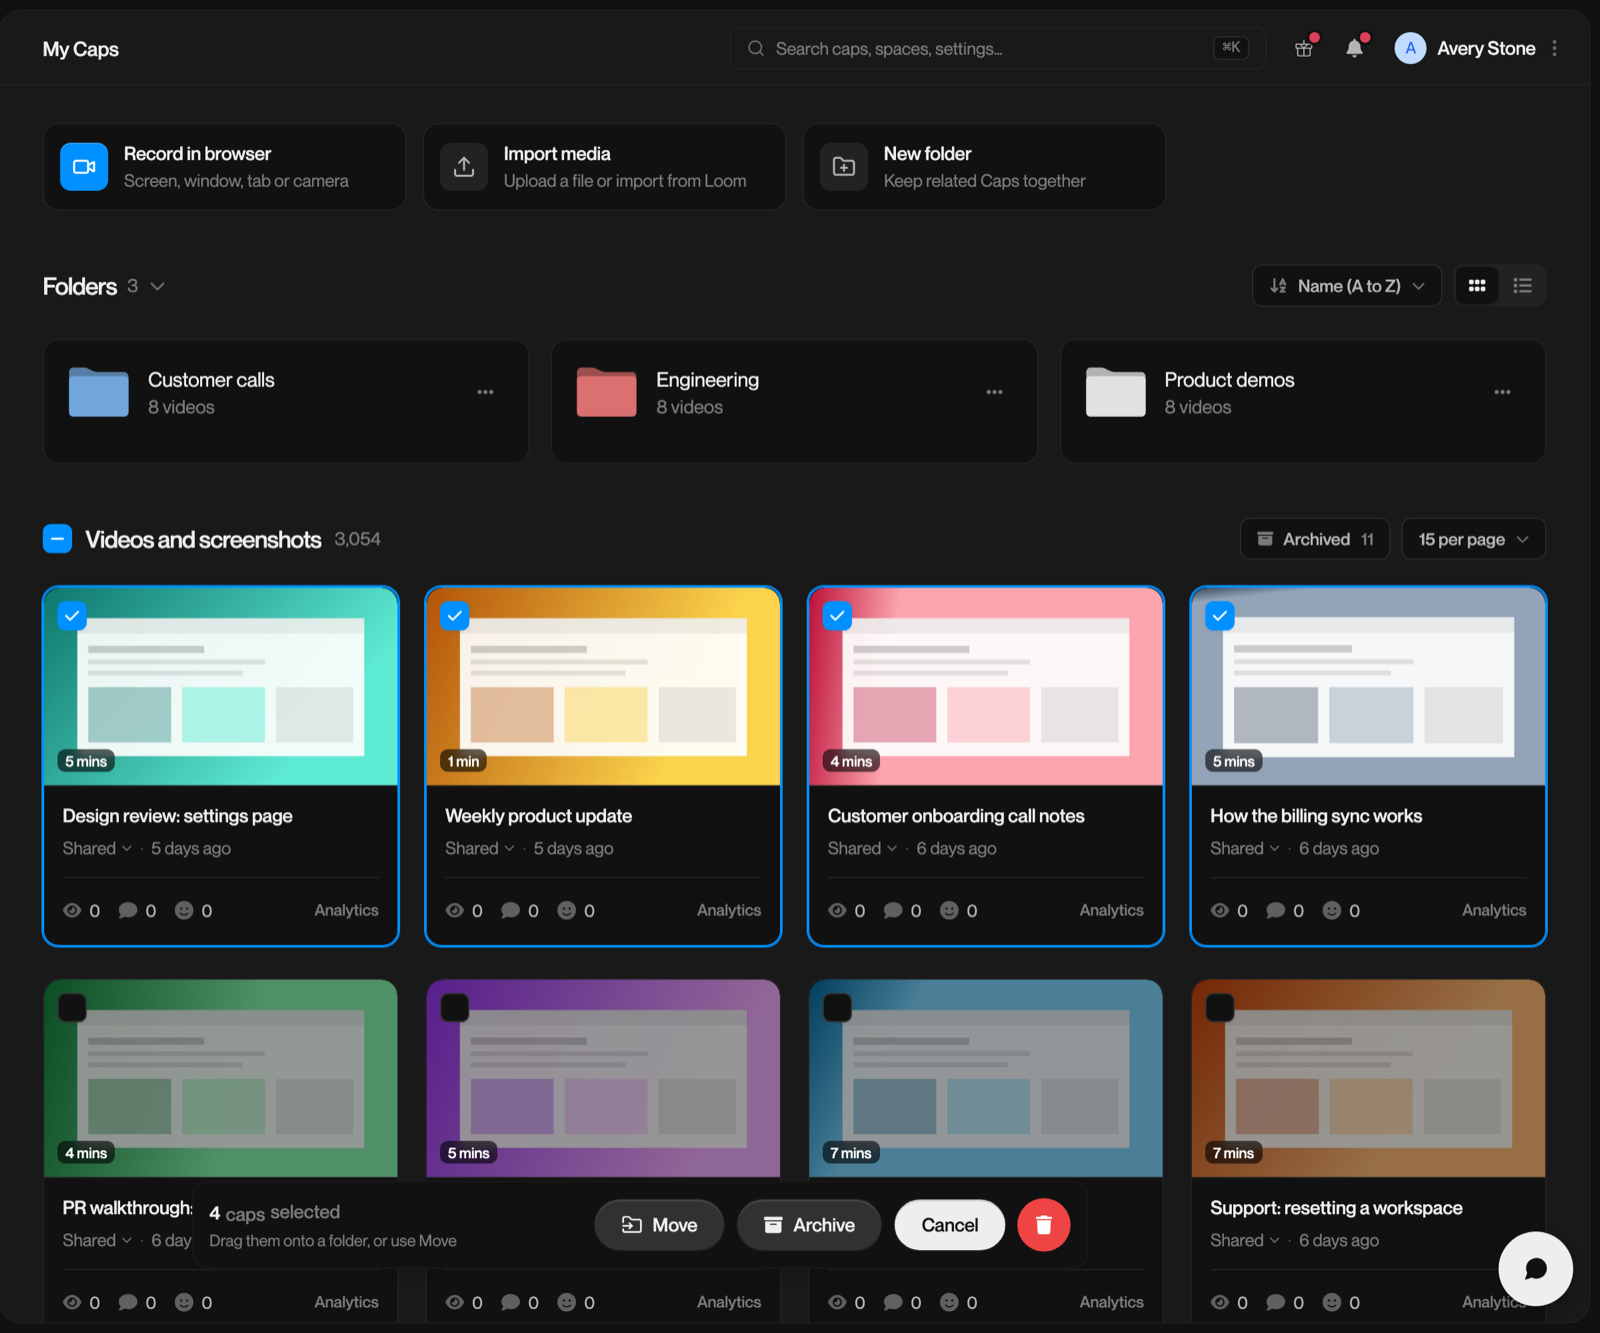 My Caps
Search caps, spaces, settings...
⌘K
A
Avery Stone
Record in browser
Screen, window, tab or camera
Import media
Upload a file or import from Loom
New folder
Keep related Caps together
Folders 3
Name (A to Z)
Customer calls
8 videos
Engineering
8 videos
Product demos
8 videos
Videos and screenshots 3,054
Archived 11
15 per page
5 mins
Design review: settings page
Shared · 5 days ago
0 0 0 Analytics
1 min
Weekly product update
Shared · 5 days ago
0 0 0 Analytics
4 mins
Customer onboarding call notes
Shared · 6 days ago
0 0 0 Analytics
5 mins
How the billing sync works
Shared · 6 days ago
0 0 0 Analytics
4 mins
PR walkthrough:
Shared · 6 day
0 0 0 Analytics
5 mins
0 0 0 Analytics
7 mins
0 0 0 Analytics
7 mins
Support: resetting a workspace
Shared · 6 days ago
0 0 0 Analytics
4 caps selected
Drag them onto a folder, or use Move
Move
Archive
Cancel